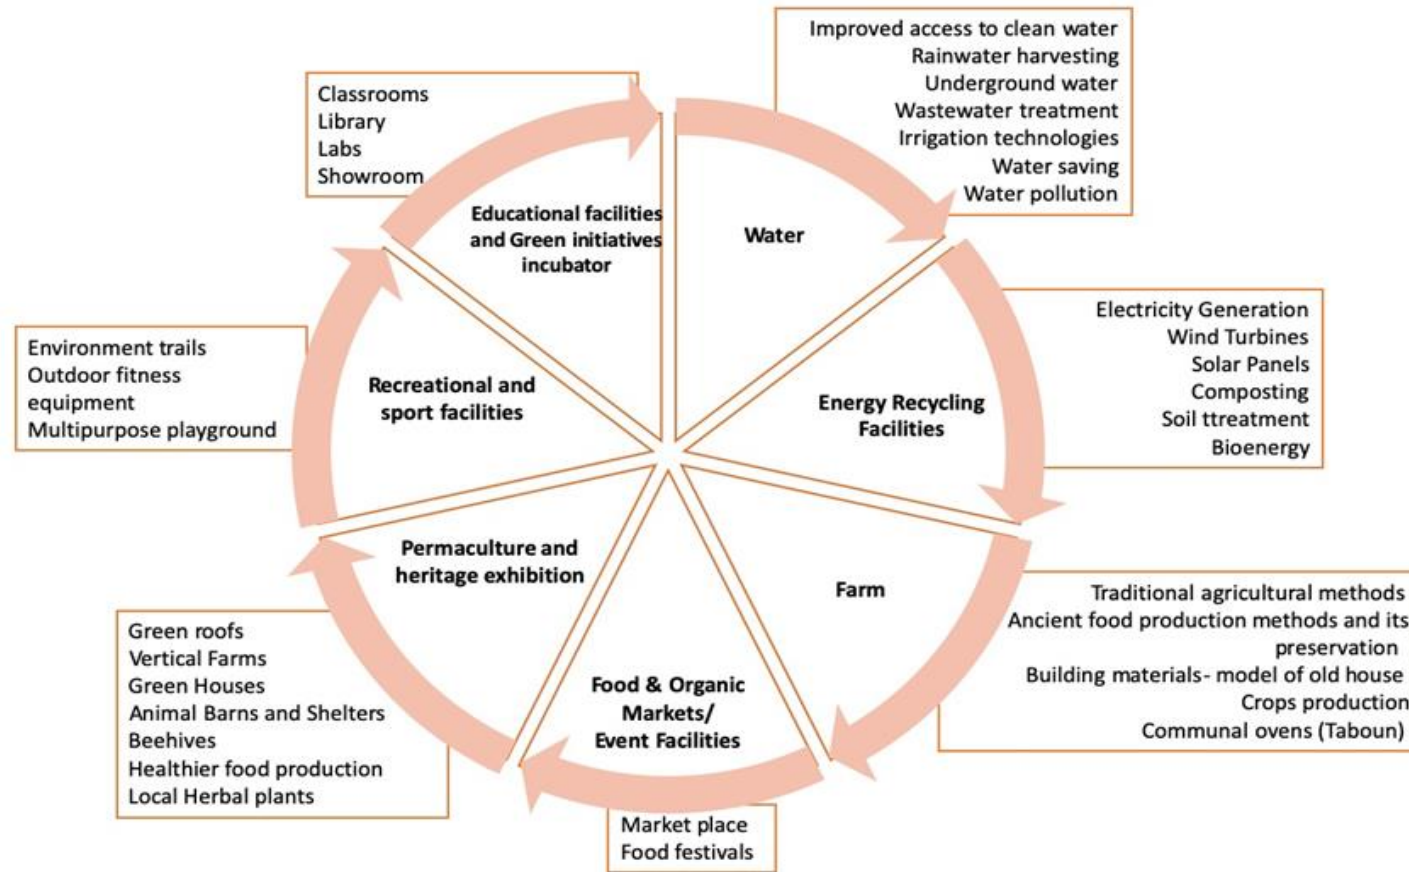 Improved access to clean water
Rainwater harvesting
Underground water
Wastewater treatment
Irrigation technologies
Water saving
Water pollution
Classrooms
Library
Labs
Showroom
Educational facilities
and Green initiatives
incubator
Water
Electricity Generation
Wind Turbines
Solar Panels
Composting
Soil ttreatment
Bioenergy
Environment trails
Outdoor fitness
equipment
Multipurpose playground
Recreational and
sport facilities
Energy Recycling
Facilities
Permaculture and
heritage exhibition
Farm
Traditional agricultural methods
Ancient food production methods and its
preservation
Building materials- model of old house
Crops production
Communal ovens (Taboun)
Green roofs
Vertical Farms
Green Houses
Animal Barns and Shelters
Beehives
Healthier food production
Local Herbal plants
Food & Organic
Markets/
Event Facilities
Market place
Food festivals